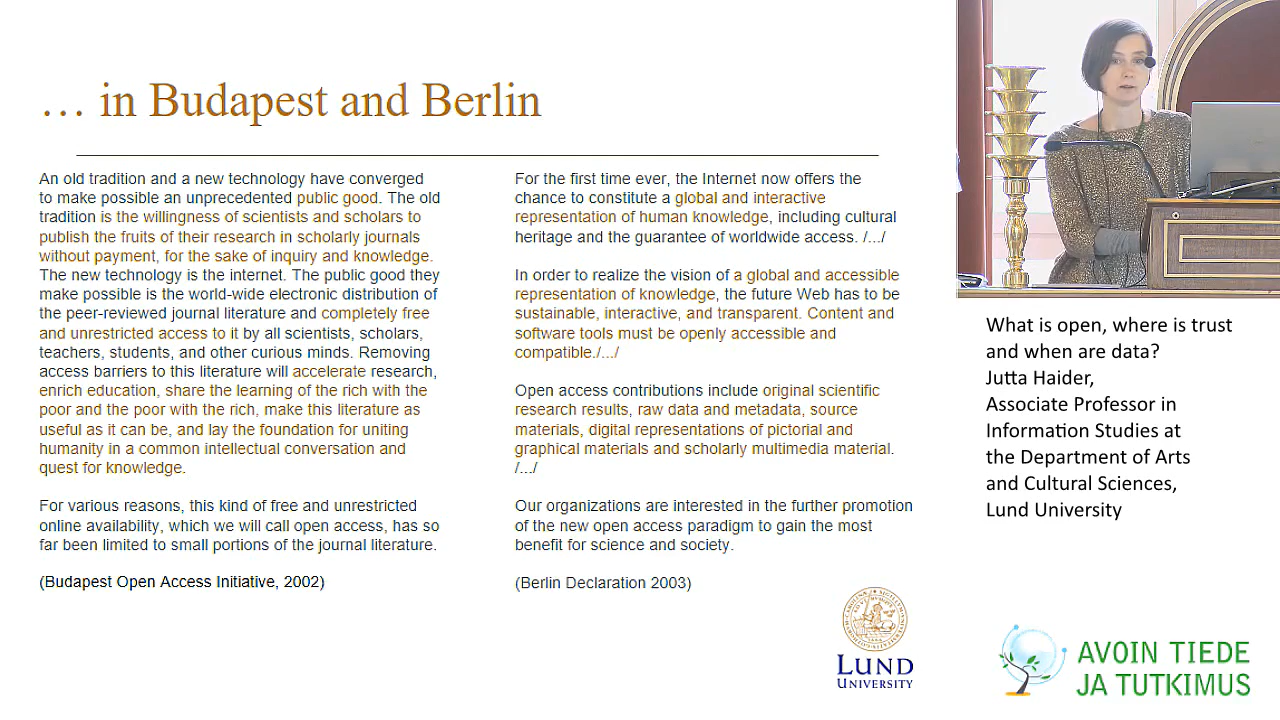 … in Budapest and Berlin
An old tradition and a new technology have converged
to make possible an unprecedented public good. The old
tradition is the willingness of scientists and scholars to
publish the fruits of their research in scholarly journals
without payment, for the sake of inquiry and knowledge.
The new technology is the internet. The public good they
make possible is the world-wide electronic distribution of
the peer-reviewed journal literature and completely free
and unrestricted access to it by all scientists, scholars,
teachers, students, and other curious minds. Removing
access barriers to this literature will accelerate research,
enrich education, share the learning of the rich with the
poor and the poor with the rich, make this literature as
useful as it can be, and lay the foundation for uniting
humanity in a common intellectual conversation and
quest for knowledge.
For various reasons, this kind of free and unrestricted
online availability, which we will call open access, has so
far been limited to small portions of the journal literature.
(Budapest Open Access Initiative, 2002)
For the first time ever, the Internet now offers the
chance to constitute a global and interactive
representation of human knowledge, including cultural
heritage and the guarantee of worldwide access. /.../
In order to realize the vision of a global and accessible
representation of knowledge, the future Web has to be
sustainable, interactive, and transparent. Content and
software tools must be openly accessible and
compatible./.../
Open access contributions include original scientific
research results, raw data and metadata, source
materials, digital representations of pictorial and
graphical materials and scholarly multimedia material.
/.../
Our organizations are interested in the further promotion
of the new open access paradigm to gain the most
benefit for science and society.
(Berlin Declaration 2003)
LUND
UNIVERSITY
What is open, where is trust
and when are data?
Jutta Haider,
Associate Professor in
Information Studies at
the Department of Arts
and Cultural Sciences,
Lund University
AVOIN TIEDE
JA TUTKIMUS